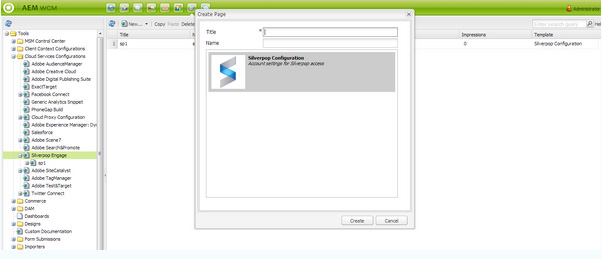 AEM WCM
Administrator
Tools
MSM Control Center
Client Context Configurations
Cloud Services Configurations
Adobe AudienceManager
Adobe Creative Cloud
Adobe Digital Publishing Suite
ExactTarget
Facebook Connect
Generic Analytics Snippet
PhoneGap Build
Cloud Proxy Configuration
Adobe Experience Manager: Dy
Salesforce
Adobe Scene7
Adobe Search&Promote
Silverpop Engage
sp1
Adobe SiteCatalyst
Adobe TagManager
Adobe Test&Target
Twitter Connect
Commerce
DAM
Dashboards
Designs
Custom Documentation
Form Submissions
Importers
New... Copy Paste Delete
Enter search query
Title
1 sp1
Impressions Template
0 Silverpop Configuration
Create Page
Title *
Name
Silverpop Configuration
Account settings for Silverpop access
Create Cancel